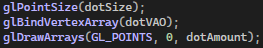 glPointSize(dotSize);
glBindVertexArray(dotVAO);
glDrawArrays(GL_POINTS, 0, dotAmount);